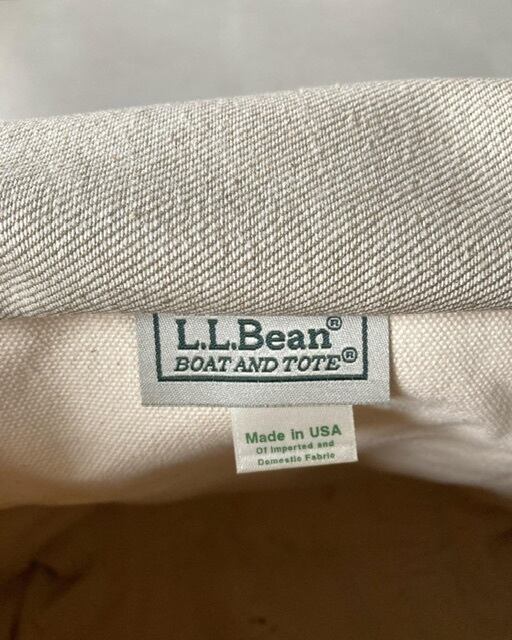 L.L.Bean®
BOAT AND TOTE®
Made in USA
Of Imported and
Domestic Fabric